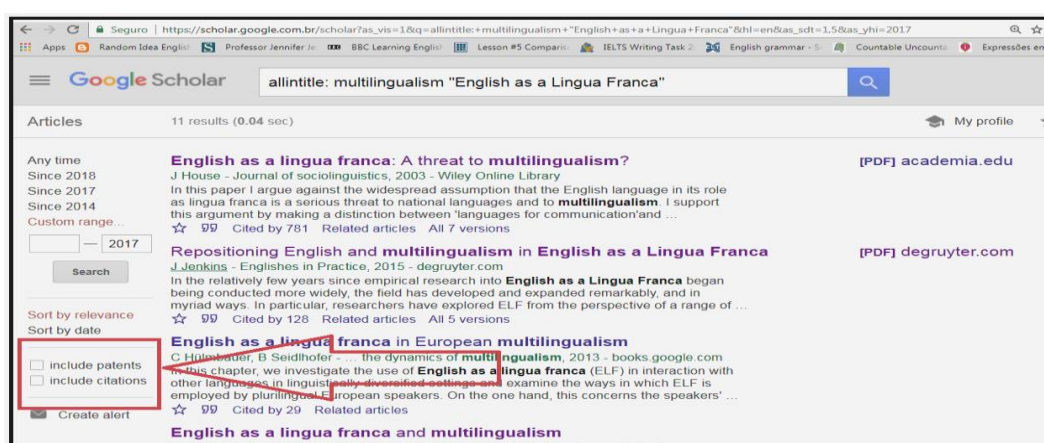 Seguro | https://scholar.google.com.br/scholar?as_vis=1&q=allintitle:+multilingualism+"English+as+a+Lingua+Franca"&hl=en&as_sdt=1,5&as_yhi=2017
Apps Random Idea English Professor Jennifer Je BBC Learning English Lesson #5 Comparis IELTS Writing Task 2 English grammar - S Countable Uncounta Expressões en
Google Scholar
allintitle: multilingualism "English as a Lingua Franca"
Articles
11 results (0.04 sec)
My profile
Any time
Since 2018
Since 2017
Since 2014
Custom range...
— 2017
Search
Sort by relevance
Sort by date
include patents
include citations
Create alert
English as a lingua franca: A threat to multilingualism?
J House - Journal of sociolinguistics, 2003 - Wiley Online Library
In this paper I argue against the widespread assumption that the English language in its role
as lingua franca is a serious threat to national languages and to multilingualism. I support
this argument by making a distinction between 'languages for communication'and ...
Cited by 781 Related articles All 7 versions
[PDF] academia.edu
Repositioning English and multilingualism in English as a Lingua Franca
J Jenkins - Englishes in Practice, 2015 - degruyter.com
In the relatively few years since empirical research into English as a Lingua Franca began
being conducted more widely, the field has developed and expanded remarkably, and in
myriad ways. In particular, researchers have explored ELF from the perspective of a range of ...
Cited by 128 Related articles All 5 versions
[PDF] degruyter.com
English as a lingua franca in European multilingualism
C Hülmbauer, B Seidlhofer - ... the dynamics of multilingualism, 2013 - books.google.com
In this chapter, we investigate the use of English as a lingua franca (ELF) in interaction with
other languages in linguistically diversified settings and examine the ways in which ELF is
employed by plurilingual European speakers. On the one hand, this concerns the speakers' ...
Cited by 29 Related articles
English as a lingua franca and multilingualism